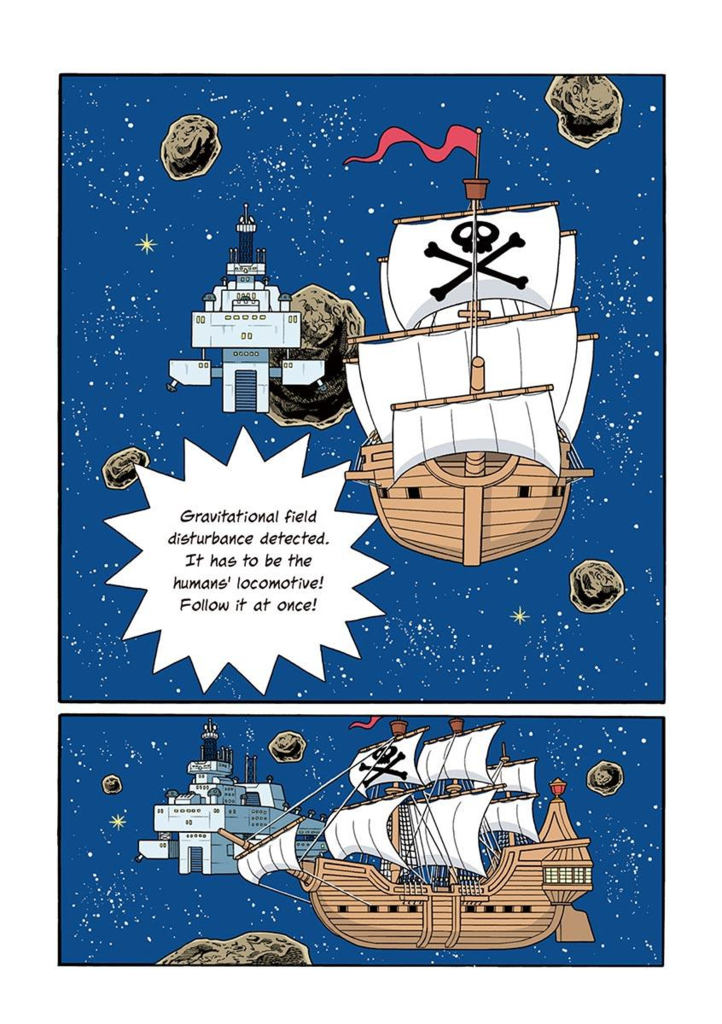 Gravitational field
disturbance detected.
It has to be the
humans' locomotive!
Follow it at once!